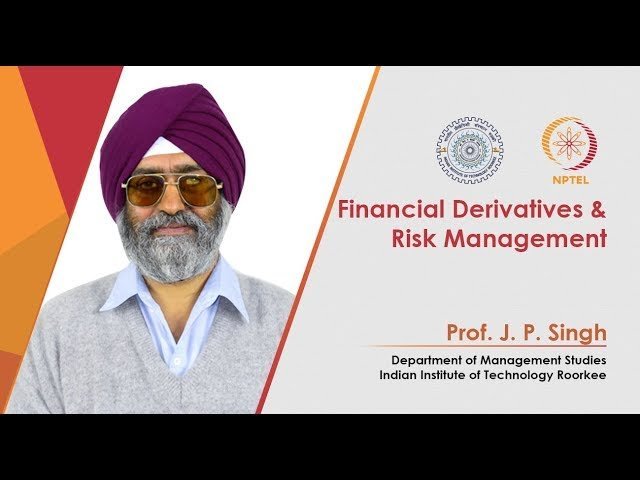 NPTEL
Financial Derivatives &
Risk Management
Prof. J. P. Singh
Department of Management Studies
Indian Institute of Technology Roorkee